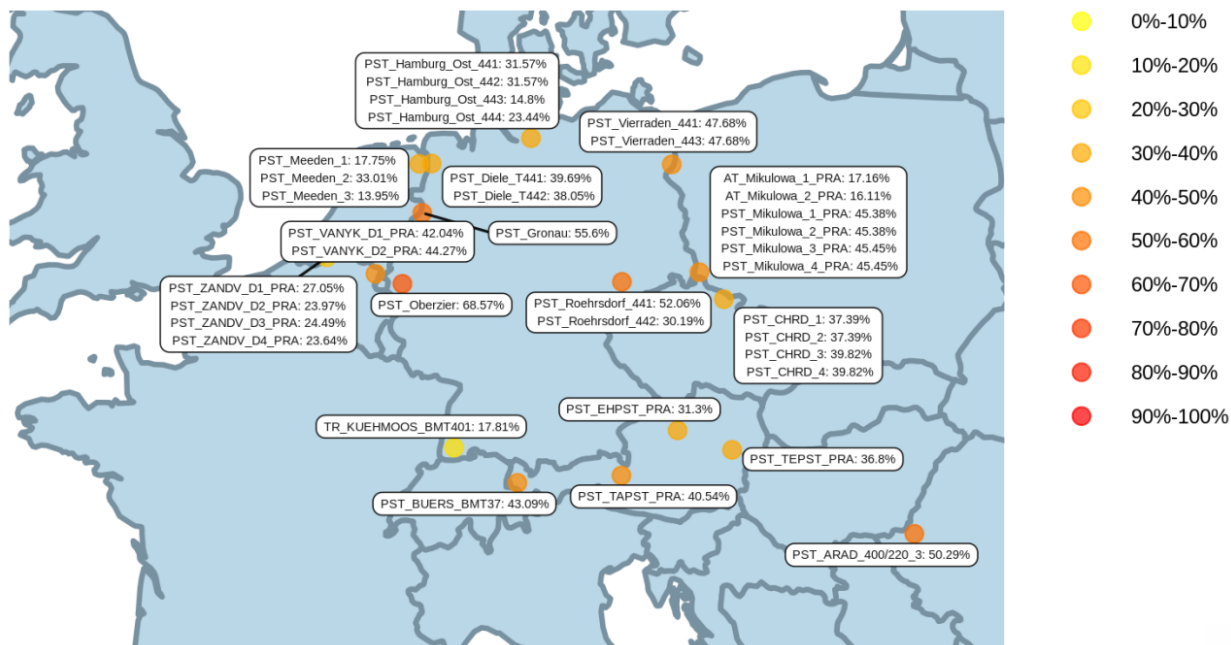 PST_Hamburg_Ost_441: 31.57%
PST_Hamburg_Ost_442: 31.57%
PST_Hamburg_Ost_443: 14.8%
PST_Hamburg_Ost_444: 23.44%
PST_Vierraden_441: 47.68%
PST_Vierraden_443: 47.68%
PST_Meeden_1: 17.75%
PST_Meeden_2: 33.01%
PST_Meeden_3: 13.95%
PST_Diele_T441: 39.69%
PST_Diele_T442: 38.05%
AT_Mikulowa_1_PRA: 17.16%
AT_Mikulowa_2_PRA: 16.11%
PST_Mikulowa_1_PRA: 45.38%
PST_Mikulowa_2_PRA: 45.38%
PST_Mikulowa_3_PRA: 45.45%
PST_Mikulowa_4_PRA: 45.45%
PST_VANYK_D1_PRA: 42.04%
PST_VANYK_D2_PRA: 44.27%
PST_Gronau: 55.6%
PST_ZANDV_D1_PRA: 27.05%
PST_ZANDV_D2_PRA: 23.97%
PST_ZANDV_D3_PRA: 24.49%
PST_ZANDV_D4_PRA: 23.64%
PST_Oberzier: 68.57%
PST_Roehrsdorf_441: 52.06%
PST_Roehrsdorf_442: 30.19%
PST_CHRD_1: 37.39%
PST_CHRD_2: 37.39%
PST_CHRD_3: 39.82%
PST_CHRD_4: 39.82%
PST_EHPST_PRA: 31.3%
TR_KUEHMOOS_BMT401: 17.81%
PST_TEPST_PRA: 36.8%
PST_BUERS_BMT37: 43.09%
PST_TAPST_PRA: 40.54%
PST_ARAD_400/220_3: 50.29%
0%-10%
10%-20%
20%-30%
30%-40%
40%-50%
50%-60%
60%-70%
70%-80%
80%-90%
90%-100%